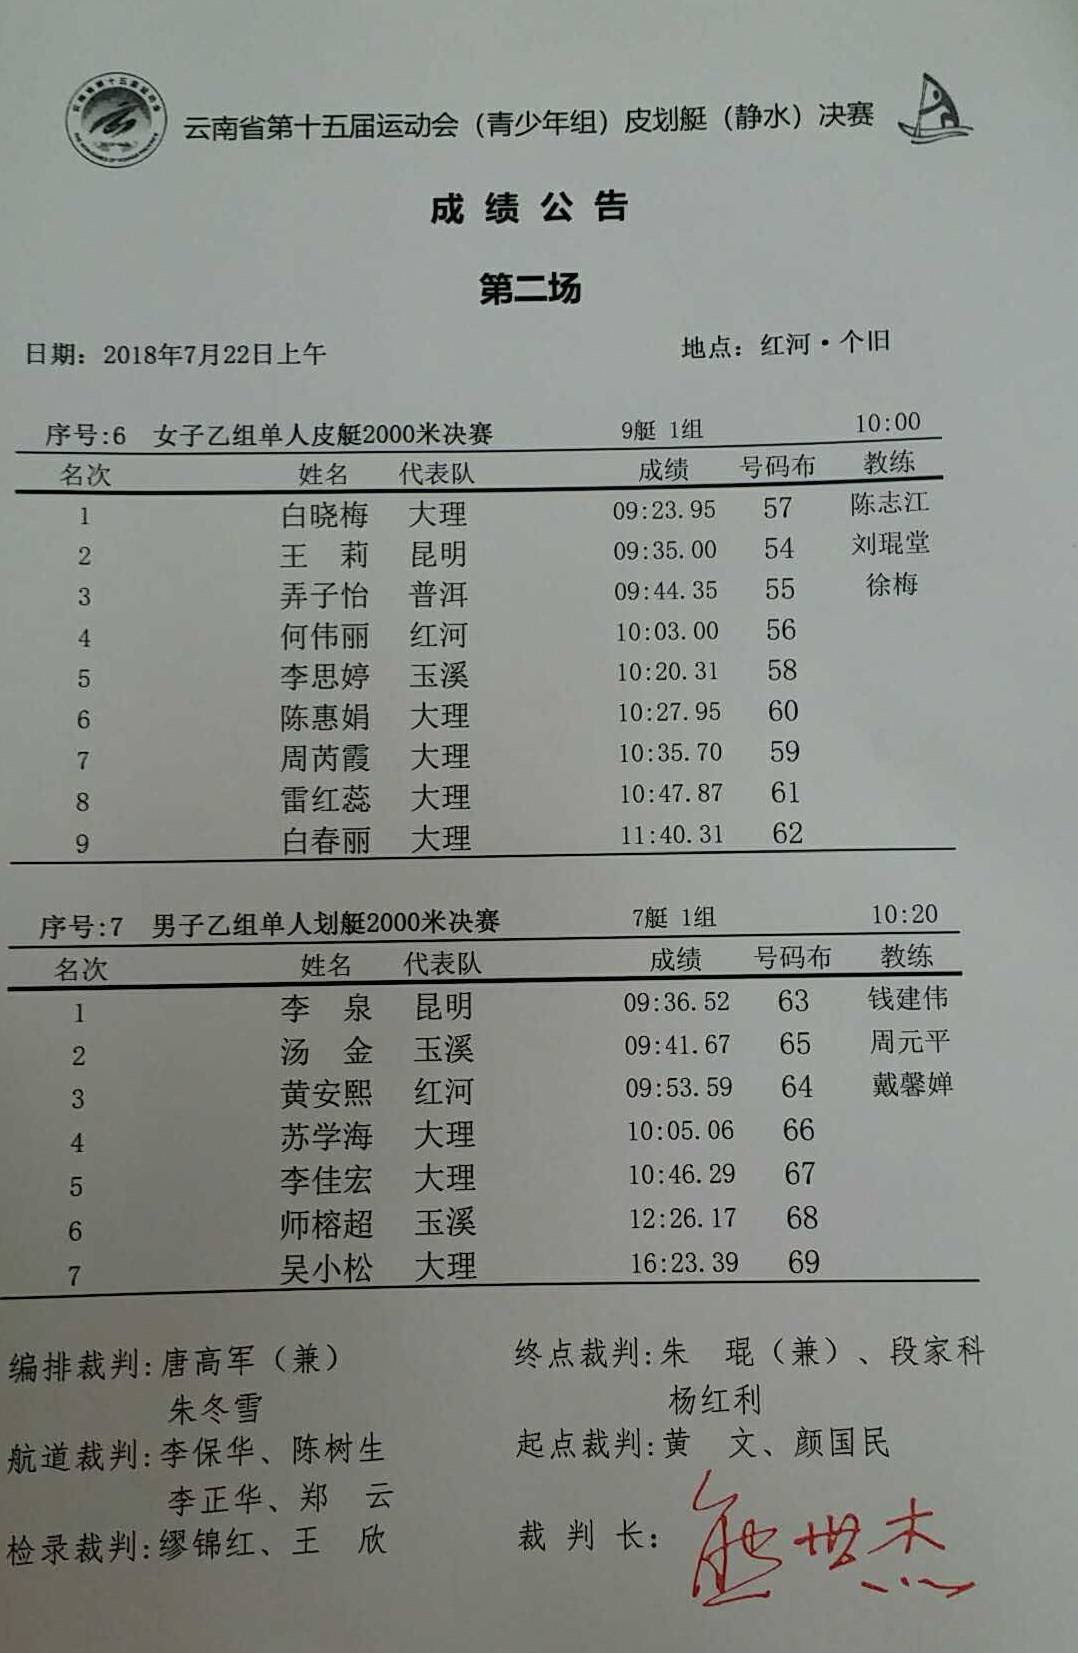 云南省第十五届运动会（青少年组）皮划艇（静水）决赛
成 绩 公 告
第二场
日期：2018年7月22日上午 地点：红河·个旧
序号:6 女子乙组单人皮艇2000米决赛 9艇 1组 10:00
名次 姓名 代表队 成绩 号码布 教练
1 白晓梅 大理 09:23.95 57 陈志江
2 王 莉 昆明 09:35.00 54 刘琨堂
3 弄子怡 普洱 09:44.35 55 徐梅
4 何伟丽 红河 10:03.00 56
5 李思婷 玉溪 10:20.31 58
6 陈惠娟 大理 10:27.95 60
7 周芮霞 大理 10:35.70 59
8 雷红蕊 大理 10:47.87 61
9 白春丽 大理 11:40.31 62
序号:7 男子乙组单人划艇2000米决赛 7艇 1组 10:20
名次 姓名 代表队 成绩 号码布 教练
1 李 泉 昆明 09:36.52 63 钱建伟
2 汤 金 玉溪 09:41.67 65 周元平
3 黄安熙 红河 09:53.59 64 戴馨婵
4 苏学海 大理 10:05.06 66
5 李佳宏 大理 10:46.29 67
6 师榕超 玉溪 12:26.17 68
7 吴小松 大理 16:23.39 69
编排裁判:唐高军（兼） 终点裁判:朱 琨（兼）、段家科
朱冬雪 杨红利
航道裁判:李保华、陈树生 起点裁判:黄 文、颜国民
李正华、郑 云
检录裁判:缪锦红、王 欣 裁 判 长：熊世杰